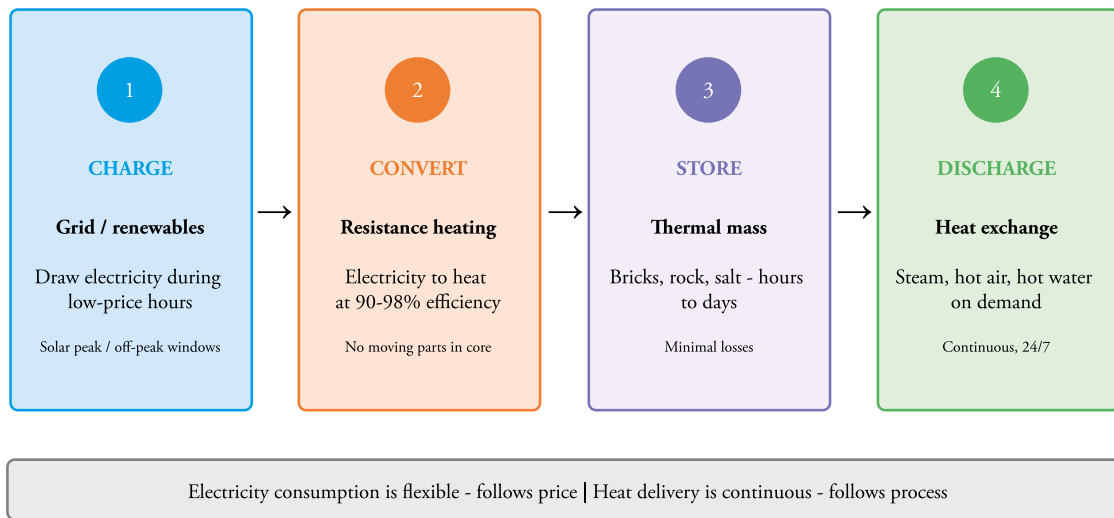 1
CHARGE
Grid / renewables
Draw electricity during
low-price hours
Solar peak / off-peak windows
2
CONVERT
Resistance heating
Electricity to heat
at 90-98% efficiency
No moving parts in core
3
STORE
Thermal mass
Bricks, rock, salt - hours
to days
Minimal losses
4
DISCHARGE
Heat exchange
Steam, hot air, hot water
on demand
Continuous, 24/7
Electricity consumption is flexible - follows price | Heat delivery is continuous - follows process